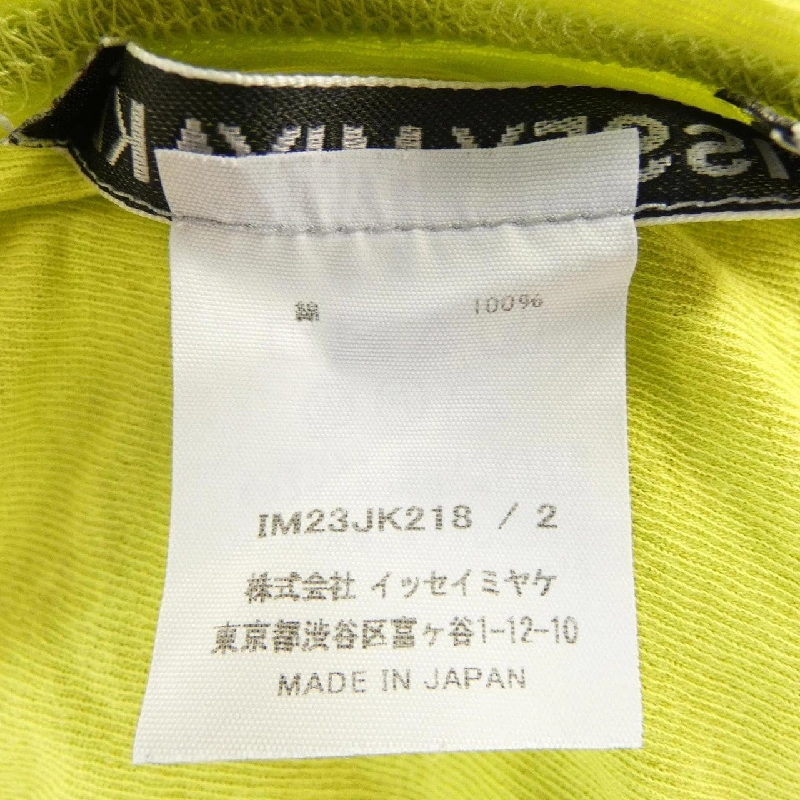 綿 100%
IM23JK218 / 2
株式会社 イッセイミヤケ
東京都渋谷区富ヶ谷1-12-10
MADE IN JAPAN